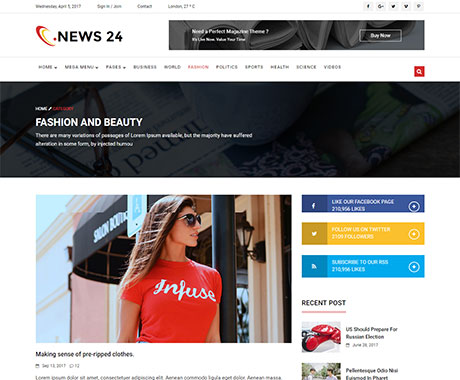 Wednesday, April 5, 2017
Sign In / Join
Contact
London, 27 ° C
.NEWS 24
Need a Perfect Magazine Theme ?
It's Live Now. Value Your Time
Buy Now
HOME MEGA MENU PAGES BUSINESS WORLD FASHION POLITICS SPORTS HEALTH SCIENCE VIDEOS
HOME / CATEGORY
FASHION AND BEAUTY
There are many variations of passages of Lorem Ipsum available, but the majority have suffered
alteration in some form, by injected humou
SALON BOUT
Infuse
Making sense of pre-ripped clothes.
Sep 13, 2017 12
Lorem ipsum dolor sit amet, consectetuer adipiscing elit. Aenean commodo ligula eget dolor. Aenean massa.
LIKE OUR FACEBOOK PAGE
210,956 LIKES
FOLLOW US ON TWITTER
2109 FOLLOWERS
SUBSCRIBE TO OUR RSS
210,956 LIKES
RECENT POST
US Should Prepare For
Russian Election
June 28, 2017
Pellentesque Odio Nisi
Euismod In Pharet